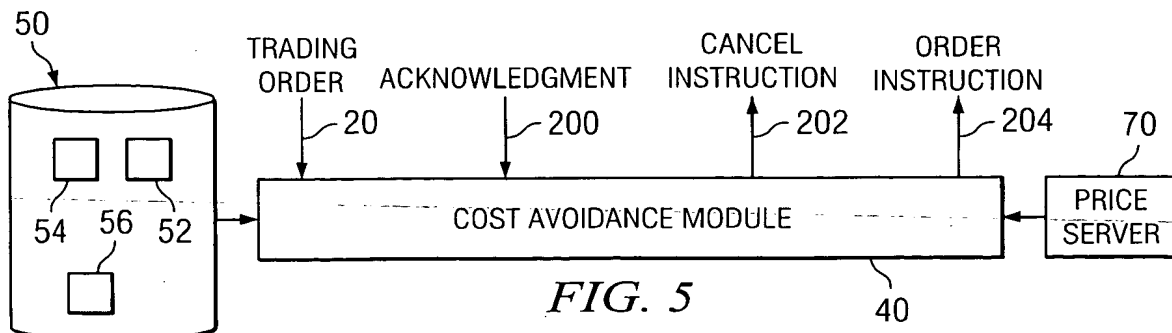 50
TRADING
ORDER
20
ACKNOWLEDGMENT
200
CANCEL
INSTRUCTION
202
ORDER
INSTRUCTION
204
70
54
52
56
COST AVOIDANCE MODULE
PRICE
SERVER
40
FIG. 5